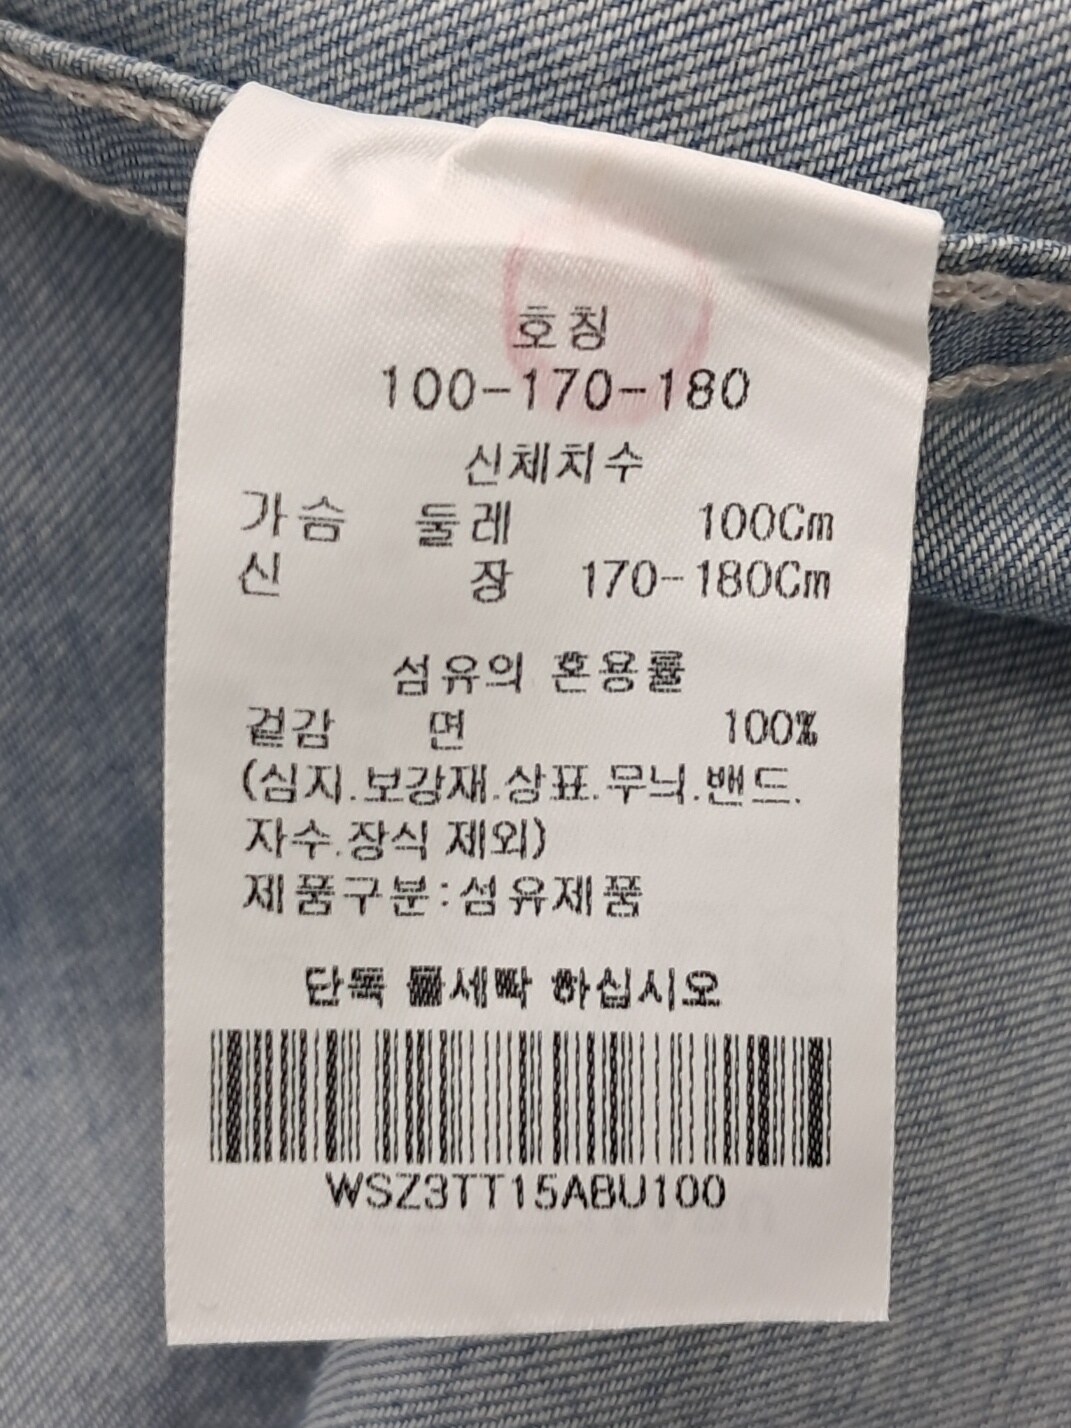 호칭
100-170-180
신체치수
가슴 둘레 100Cm
신 장 170-180Cm
섬유의 혼용률
겉감 면 100%
(심지.보강재.상표.무늬.밴드.
자수.장식 제외)
제품구분:섬유제품
단독 물세탁 하십시오
WSZ3TT15ABU100